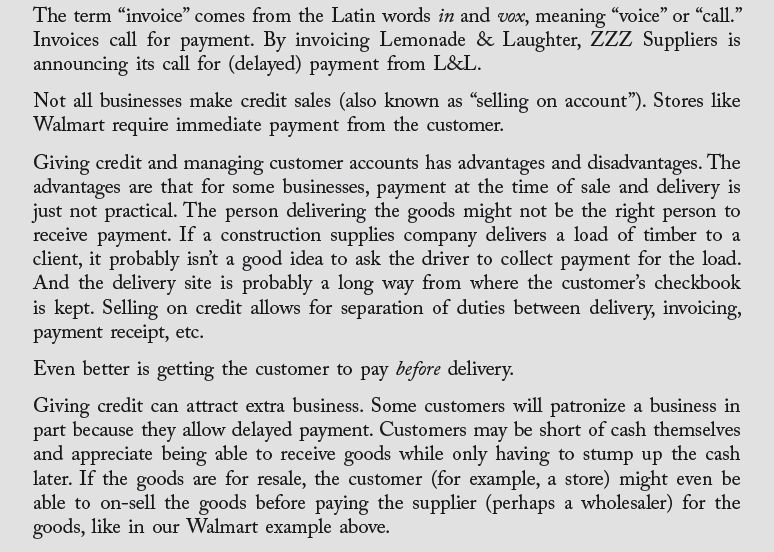 The term “invoice” comes from the Latin words in and vox, meaning “voice” or “call.”
Invoices call for payment. By invoicing Lemonade & Laughter, ZZZ Suppliers is
announcing its call for (delayed) payment from L&L.
Not all businesses make credit sales (also known as “selling on account”). Stores like
Walmart require immediate payment from the customer.
Giving credit and managing customer accounts has advantages and disadvantages. The
advantages are that for some businesses, payment at the time of sale and delivery is
just not practical. The person delivering the goods might not be the right person to
receive payment. If a construction supplies company delivers a load of timber to a
client, it probably isn’t a good idea to ask the driver to collect payment for the load.
And the delivery site is probably a long way from where the customer’s checkbook
is kept. Selling on credit allows for separation of duties between delivery, invoicing,
payment receipt, etc.
Even better is getting the customer to pay before delivery.
Giving credit can attract extra business. Some customers will patronize a business in
part because they allow delayed payment. Customers may be short of cash themselves
and appreciate being able to receive goods while only having to stump up the cash
later. If the goods are for resale, the customer (for example, a store) might even be
able to on-sell the goods before paying the supplier (perhaps a wholesaler) for the
goods, like in our Walmart example above.